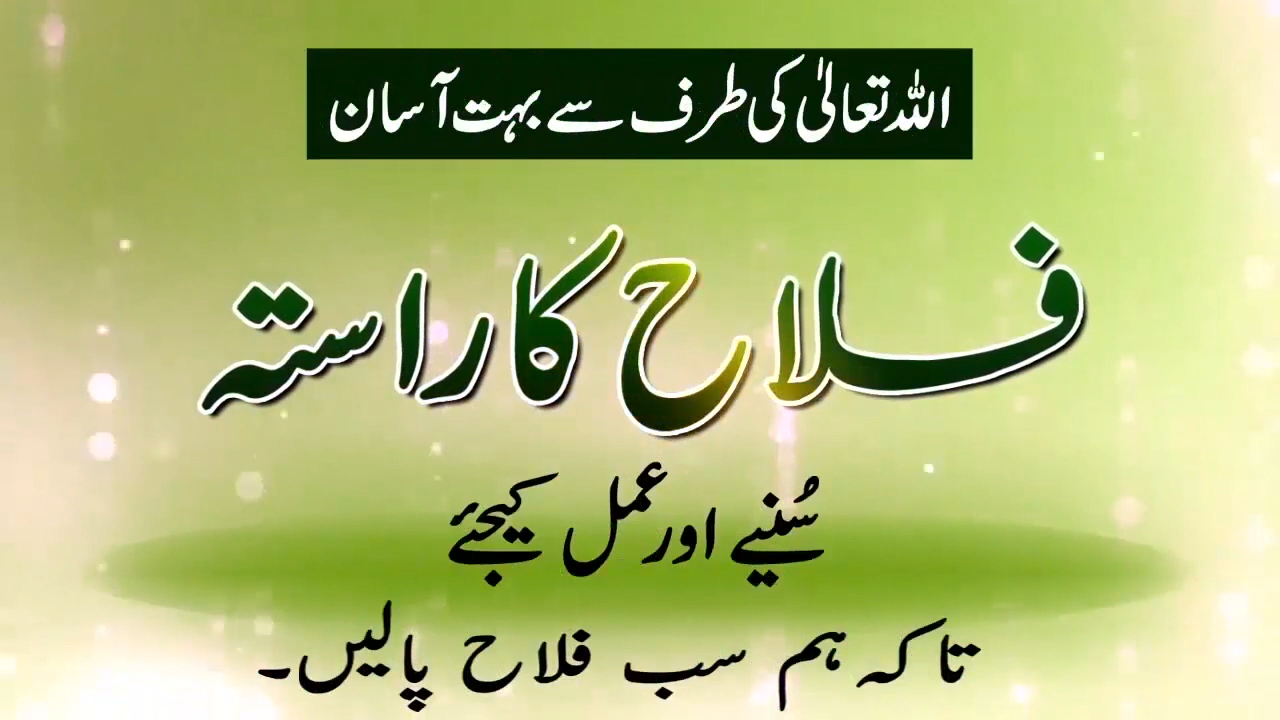 اللہ تعالیٰ کی طرف سے بہت آسان
فلاح کا راستہ
سُنیے اور عمل کیجئے
تاکہ ہم سب فلاح پالیں۔